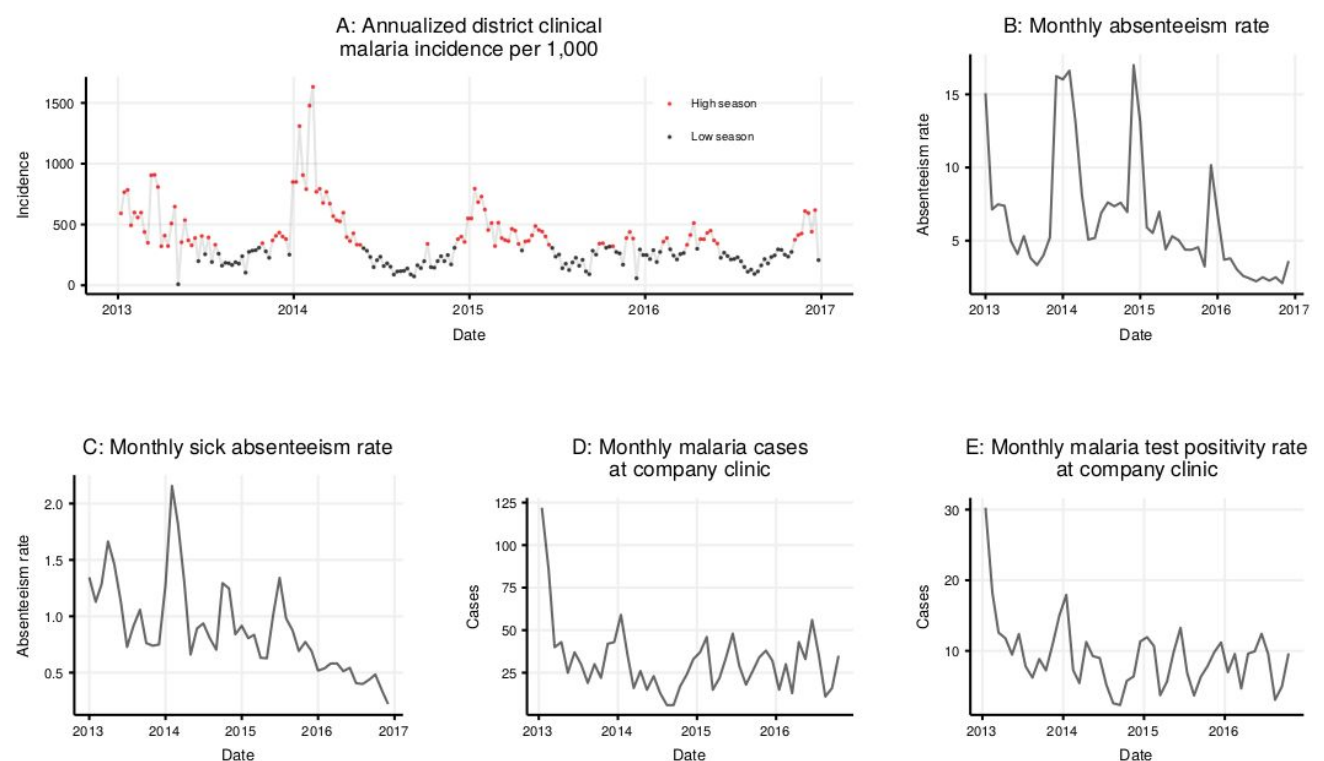 A: Annualized district clinical
malaria incidence per 1,000
1500
1000
500
0
Incidence
High season
Low season
2013
2014
2015
2016
2017
Date
B: Monthly absenteeism rate
15
10
5
Absenteeism rate
2013
2014
2015
2016
2017
Date
C: Monthly sick absenteeism rate
2.0
1.5
1.0
0.5
Absenteeism rate
2013
2014
2015
2016
2017
Date
D: Monthly malaria cases
at company clinic
125
100
75
50
25
Cases
2013
2014
2015
2016
Date
E: Monthly malaria test positivity rate
at company clinic
30
20
10
Cases
2013
2014
2015
2016
Date